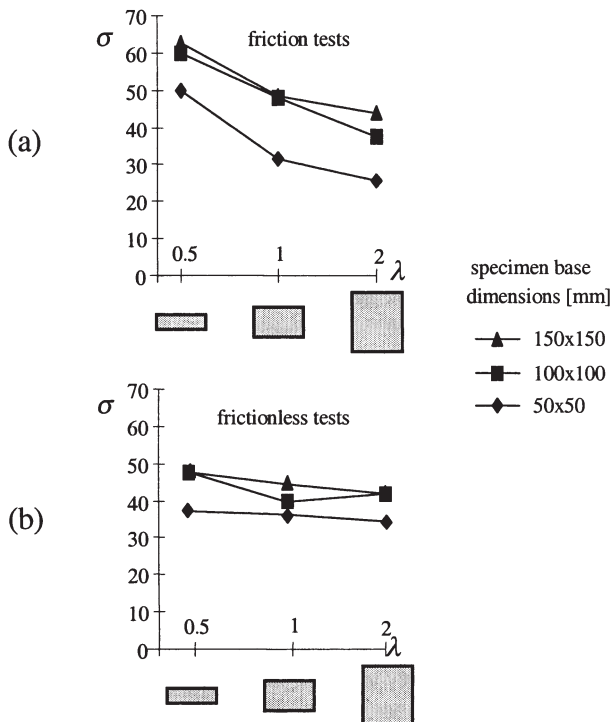 (a)
σ
friction tests
70
60
50
40
30
20
10
0
0.5
1
2
λ
specimen base
dimensions [mm]
150x150
100x100
50x50
(b)
σ
frictionless tests
70
60
50
40
30
20
10
0
0.5
1
2
λ